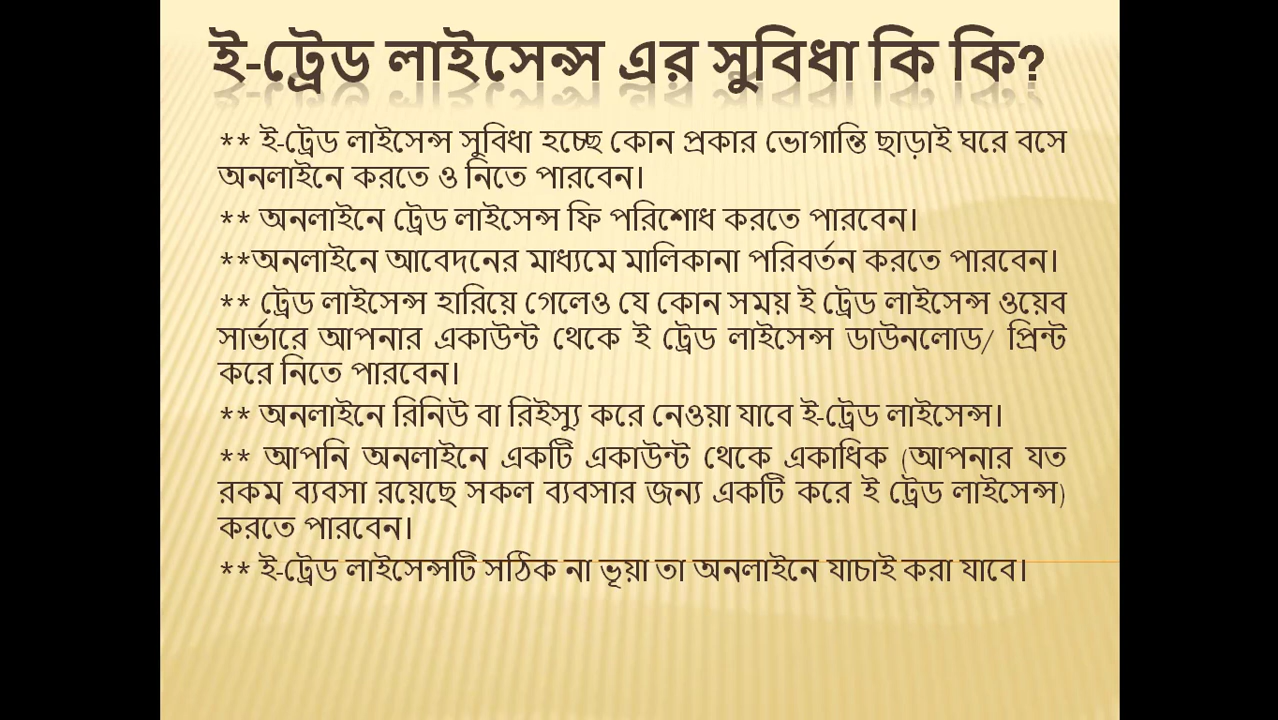 ই-ট্রেড লাইসেন্স এর সুবিধা কি কি?
** ই-ট্রেড লাইসেন্স সুবিধা হচ্ছে কোন প্রকার ভোগান্তি ছাড়াই ঘরে বসে
অনলাইনে করতে ও নিতে পারবেন।
** অনলাইনে ট্রেড লাইসেন্স ফি পরিশোধ করতে পারবেন।
**অনলাইনে আবেদনের মাধ্যমে মালিকানা পরিবর্তন করতে পারবেন।
** ট্রেড লাইসেন্স হারিয়ে গেলেও যে কোন সময় ই ট্রেড লাইসেন্স ওয়েব
সার্ভারে আপনার একাউন্ট থেকে ই ট্রেড লাইসেন্স ডাউনলোড/ প্রিন্ট
করে নিতে পারবেন।
** অনলাইনে রিনিউ বা রিইস্যু করে নেওয়া যাবে ই-ট্রেড লাইসেন্স।
** আপনি অনলাইনে একটি একাউন্ট থেকে একাধিক (আপনার যত
রকম ব্যবসা রয়েছে সকল ব্যবসার জন্য একটি করে ই ট্রেড লাইসেন্স)
করতে পারবেন।
** ই-ট্রেড লাইসেন্সটি সঠিক না ভূয়া তা অনলাইনে যাচাই করা যাবে।